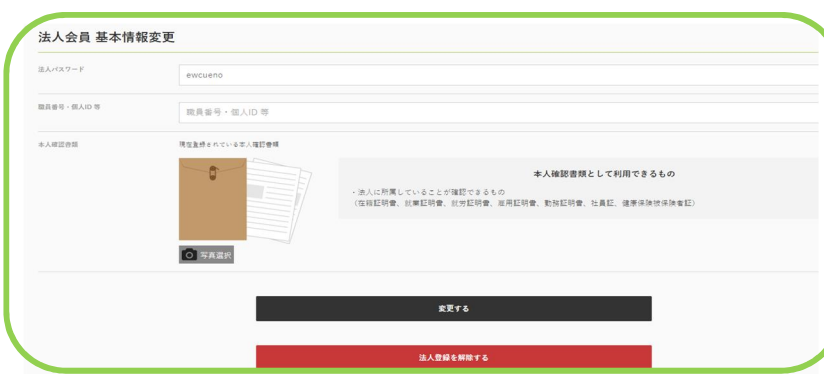 法人会員 基本情報変更
法人パスワード
ewcueno
職員番号・個人ID 等
職員番号・個人ID 等
本人確認書類
現在登録されている本人確認書類
本人確認書類として利用できるもの
・法人に所属していることが確認できるもの
（在籍証明書、就業証明書、就労証明書、雇用証明書、勤務証明書、社員証、健康保険被保険者証）
写真選択
変更する
法人登録を解除する